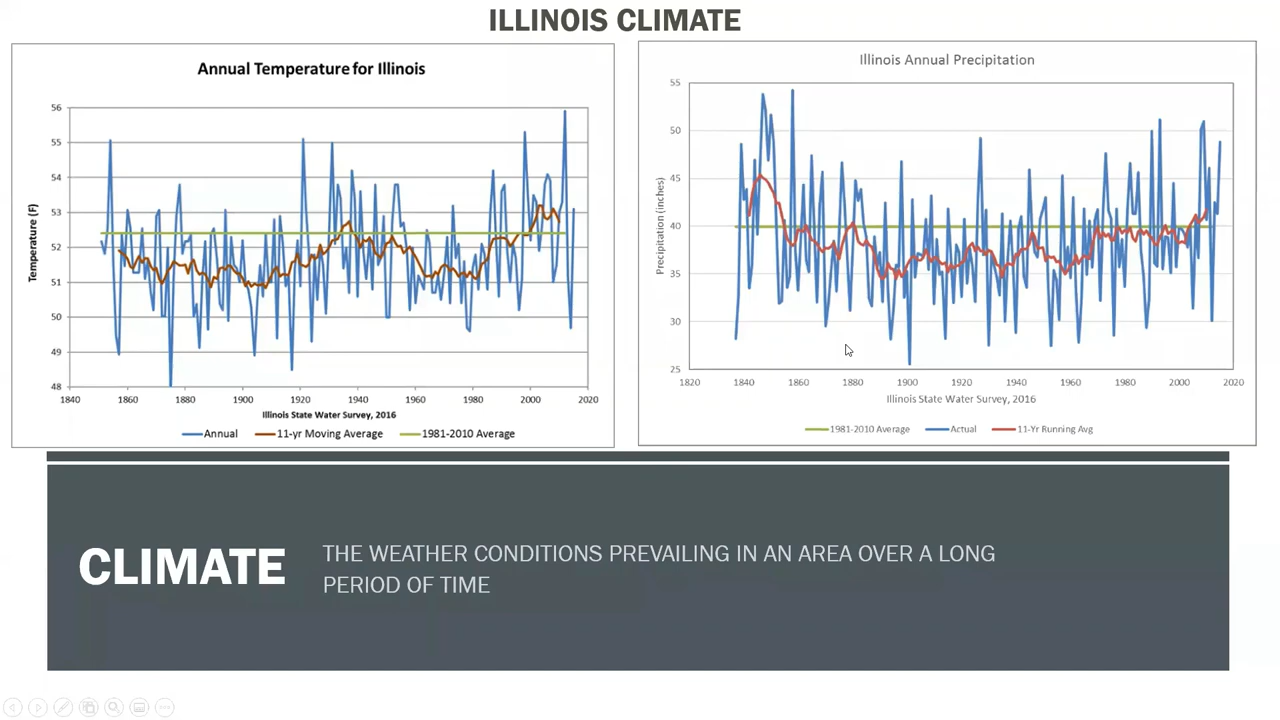 ILLINOIS CLIMATE
Annual Temperature for Illinois
56
55
54
53
52
51
50
49
48
Temperature (F)
1840
1860
1880
1900
1920
1940
1960
1980
2000
2020
Illinois State Water Survey, 2016
Annual
11-yr Moving Average
1981-2010 Average
Illinois Annual Precipitation
55
50
45
40
35
30
25
Precipitation (inches)
1820
1840
1860
1880
1900
1920
1940
1960
1980
2000
2020
Illinois State Water Survey, 2016
1981-2010 Average
Actual
11-Yr Running Avg
CLIMATE
THE WEATHER CONDITIONS PREVAILING IN AN AREA OVER A LONG
PERIOD OF TIME